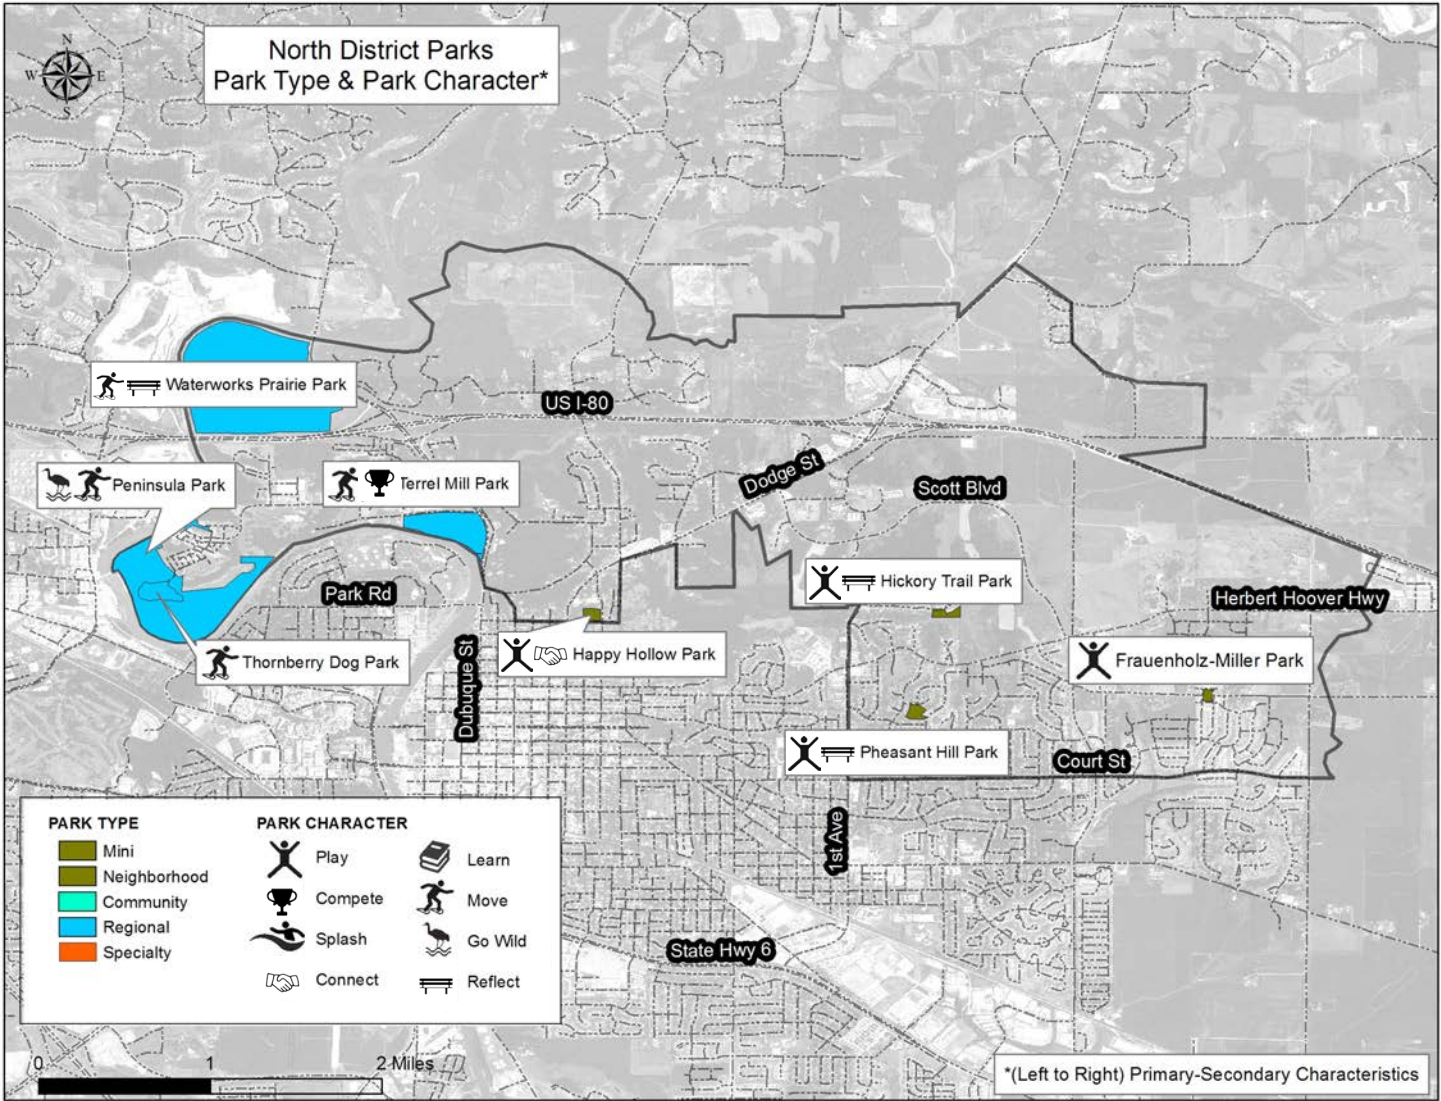 North District Parks
Park Type & Park Character*
N
W E
S
Waterworks Prairie Park
US I-80
Peninsula Park
Terrel Mill Park
Dodge St
Scott Blvd
Hickory Trail Park
Park Rd
Herbert Hoover Hwy
Thornberry Dog Park
Dubuque St
Happy Hollow Park
Frauenholz-Miller Park
Pheasant Hill Park
Court St
1st Ave
State Hwy 6
PARK TYPE
Mini
Neighborhood
Community
Regional
Specialty
PARK CHARACTER
Play
Compete
Splash
Connect
Learn
Move
Go Wild
Reflect
0 1 2 Miles
*(Left to Right) Primary-Secondary Characteristics